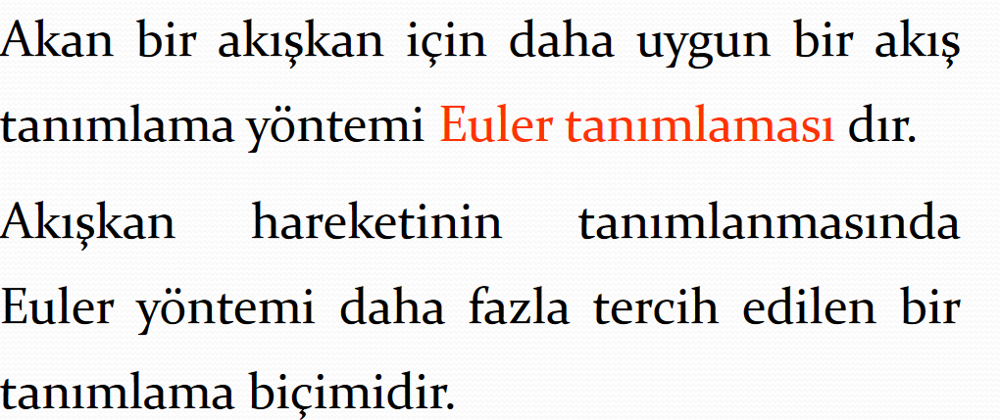 Akan bir akışkan için daha uygun bir akış
tanımlama yöntemi Euler tanımlaması dır.
Akışkan hareketinin tanımlanmasında
Euler yöntemi daha fazla tercih edilen bir
tanımlama biçimidir.